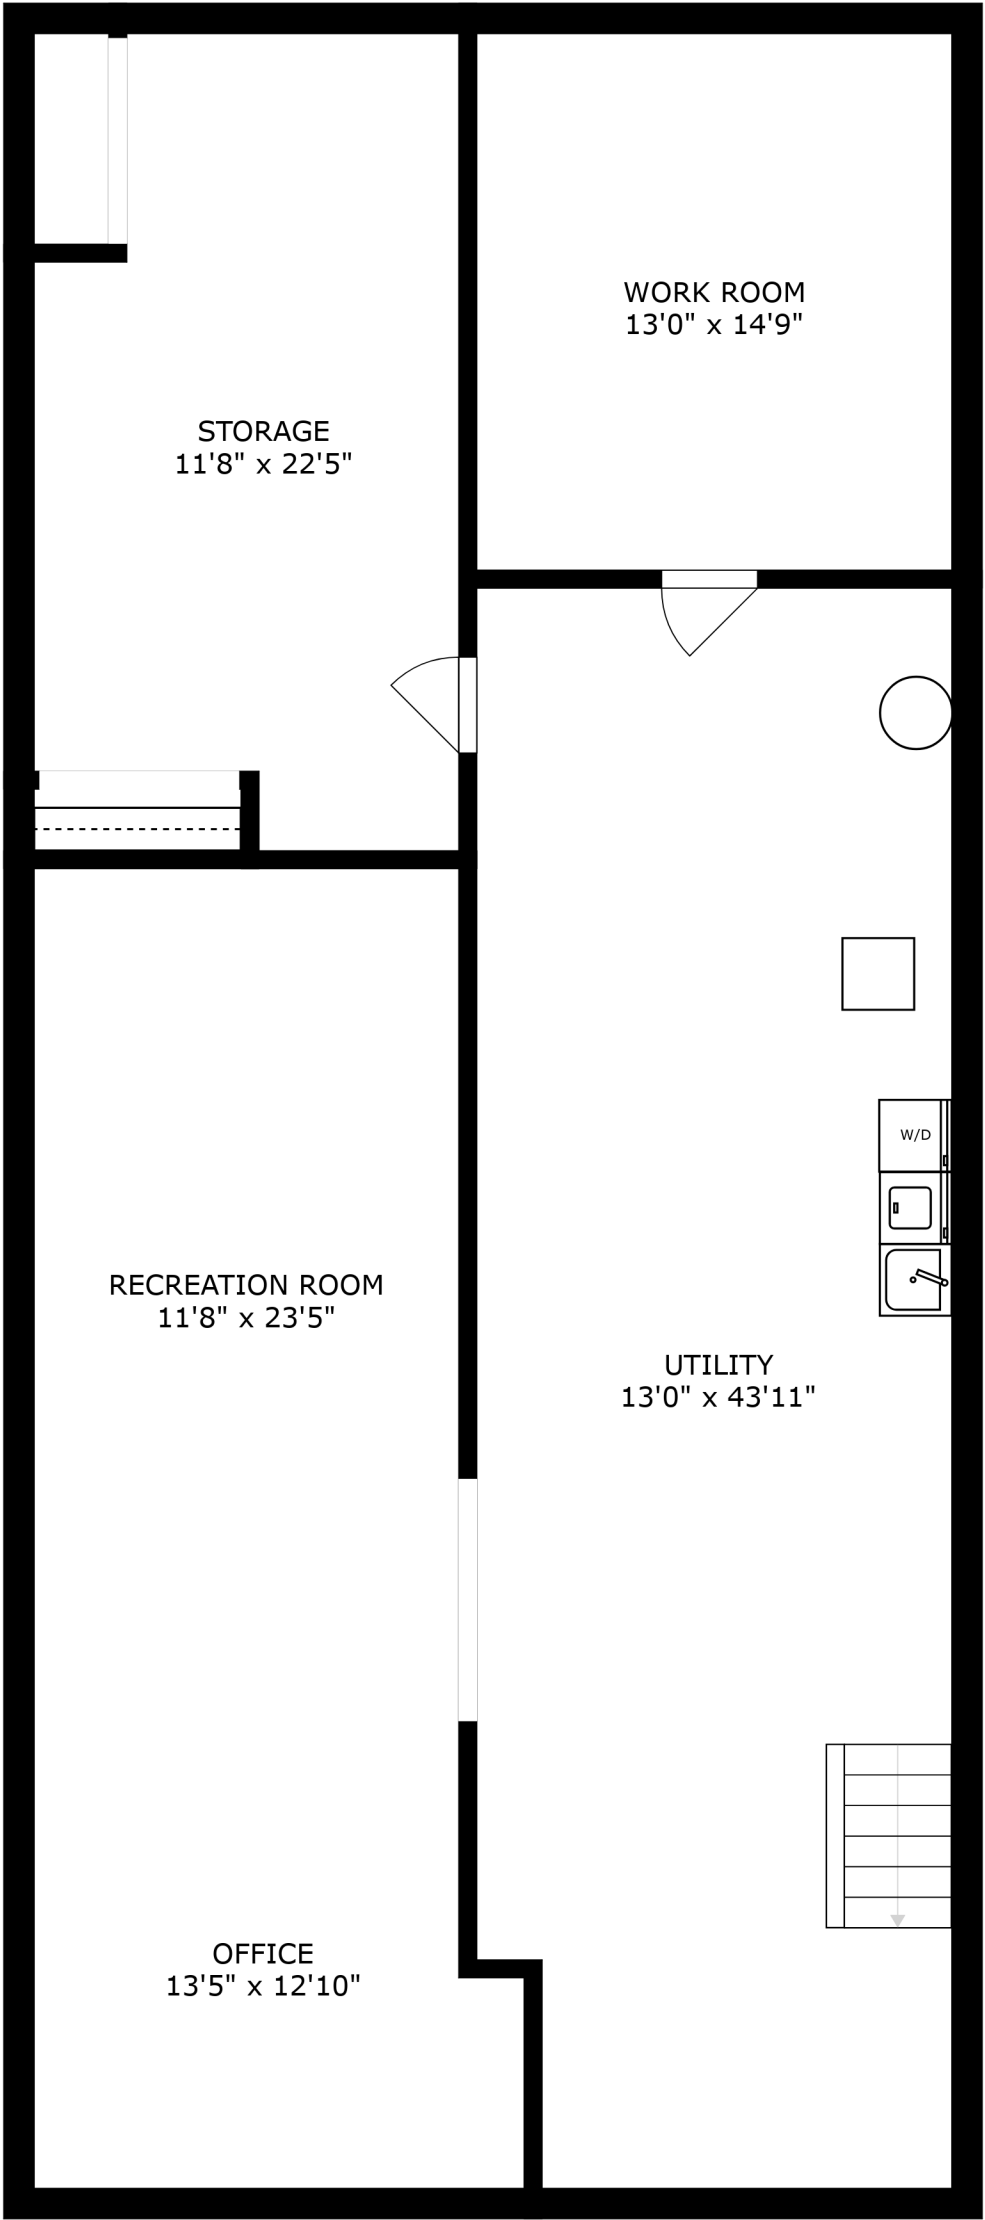 WORK ROOM
13'0" x 14'9"
STORAGE
11'8" x 22'5"
W/D
RECREATION ROOM
11'8" x 23'5"
UTILITY
13'0" x 43'11"
OFFICE
13'5" x 12'10"